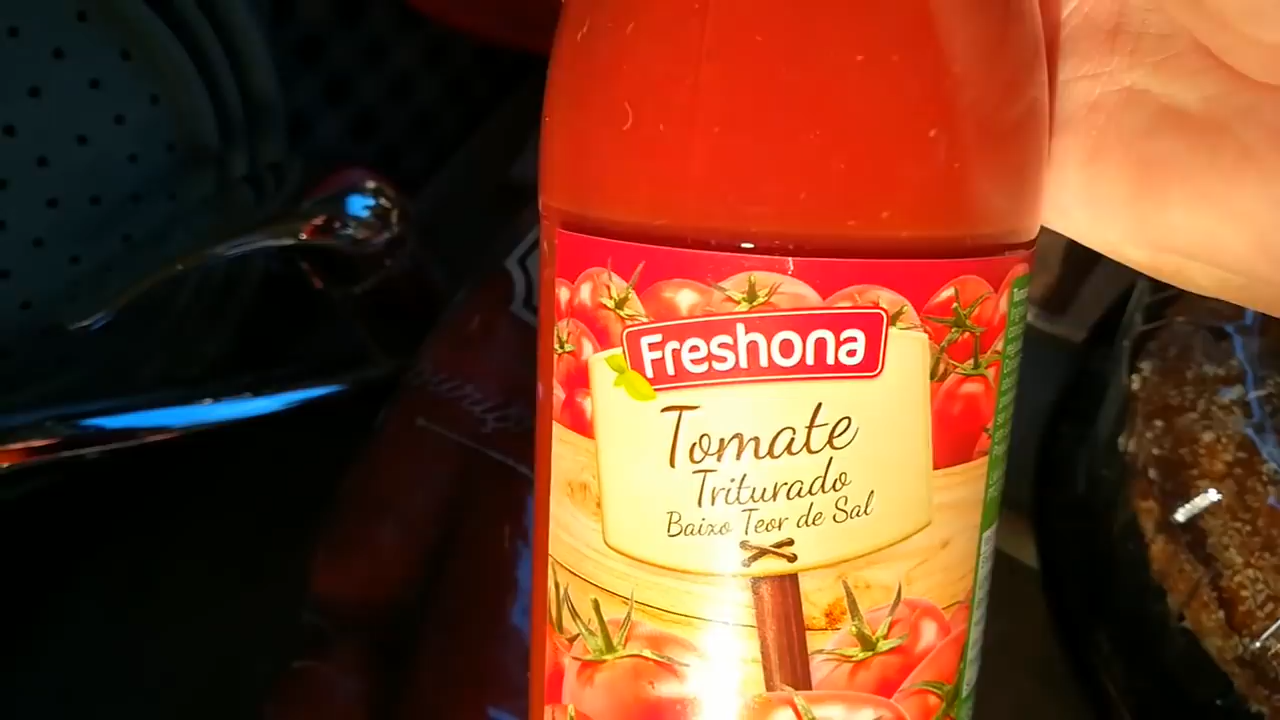 Freshona
Tomate
Triturado
Baixo Teor de Sal